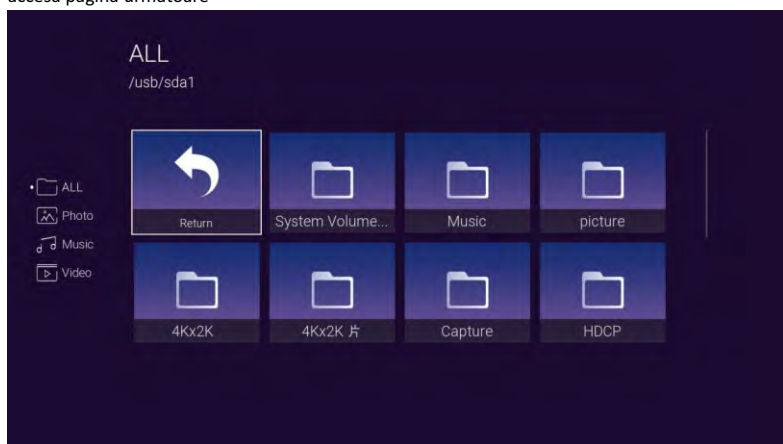 accesa pagina următoare
ALL
/usb/sda1
ALL
Photo
Music
Video
Return
System Volume...
Music
picture
4Kx2K
4Kx2K 片
Capture
HDCP